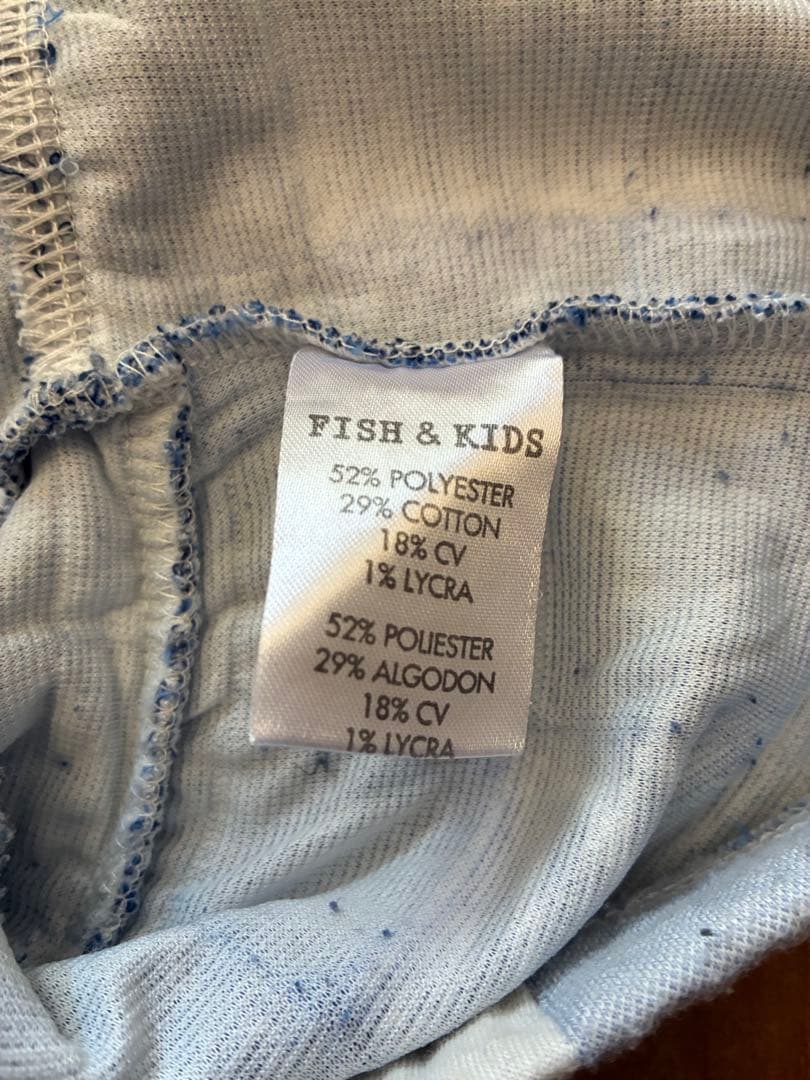 FISH & KIDS
52% POLYESTER
29% COTTON
18% CV
1% LYCRA
52% POLIESTER
29% ALGODON
18% CV
1% LYCRA